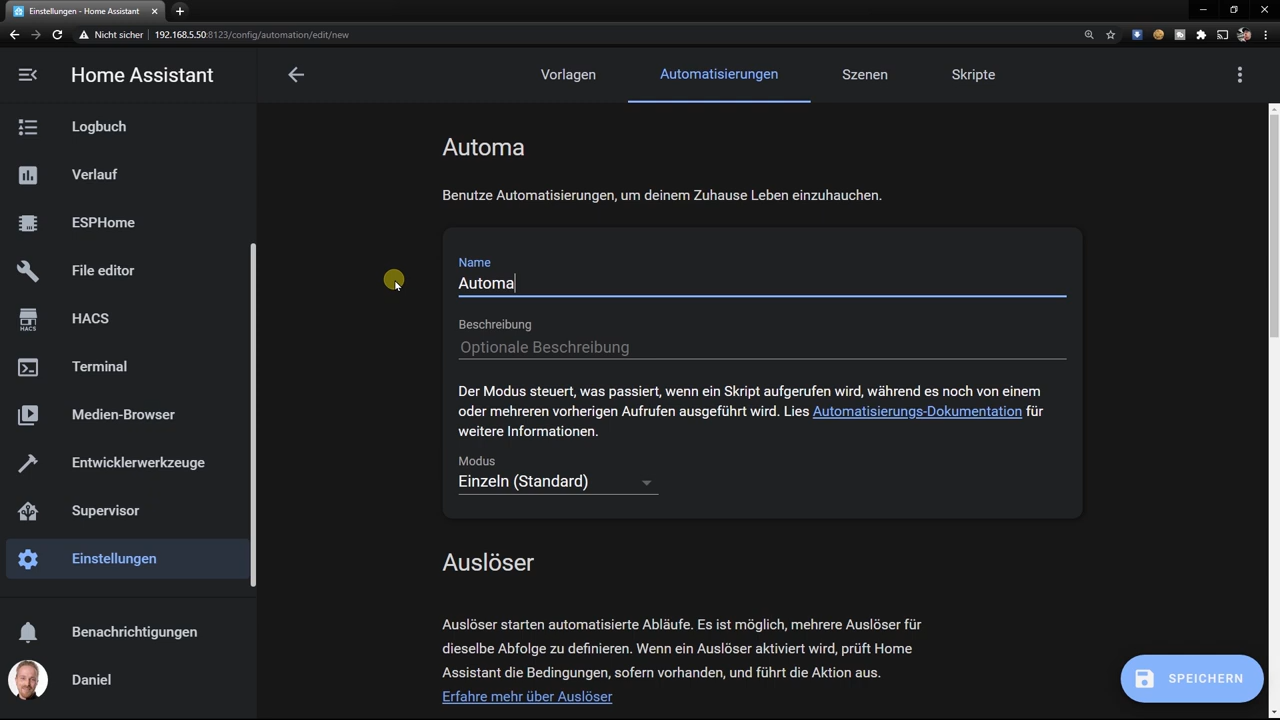 Einstellungen - Home Assistant
Nicht sicher
192.168.5.50:8123/config/automation/edit/new
Home Assistant
Vorlagen
Automatisierungen
Szenen
Skripte
Logbuch
Verlauf
ESPHome
File editor
HACS
HACS
Terminal
Medien-Browser
Entwicklerwerkzeuge
Supervisor
Einstellungen
Benachrichtigungen
Daniel
Automa
Benutze Automatisierungen, um deinem Zuhause Leben einzuhauchen.
Name
Automa
Beschreibung
Optionale Beschreibung
Der Modus steuert, was passiert, wenn ein Skript aufgerufen wird, während es noch von einem
oder mehreren vorherigen Aufrufen ausgeführt wird. Lies Automatisierungs-Dokumentation für
weitere Informationen.
Modus
Einzeln (Standard)
Auslöser
Auslöser starten automatisierte Abläufe. Es ist möglich, mehrere Auslöser für
dieselbe Abfolge zu definieren. Wenn ein Auslöser aktiviert wird, prüft Home
Assistant die Bedingungen, sofern vorhanden, und führt die Aktion aus.
Erfahre mehr über Auslöser
SPEICHERN